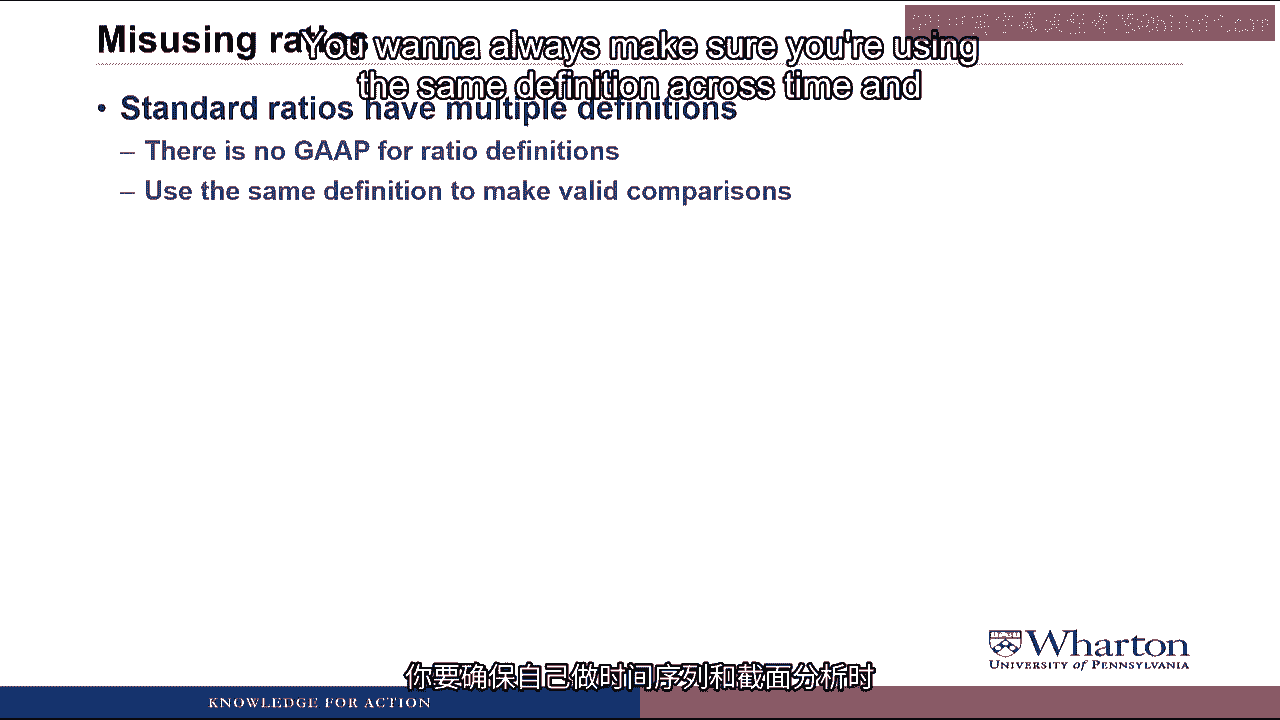 Misusing ratios
You wanna always make sure you're using
the same definition across time and
• Standard ratios have multiple definitions
– There is no GAAP for ratio definitions
– Use the same definition to make valid comparisons
Wharton
UNIVERSITY of PENNSYLVANIA
你要确保自己做时间序列和截面分析时
KNOWLEDGE FOR ACTION